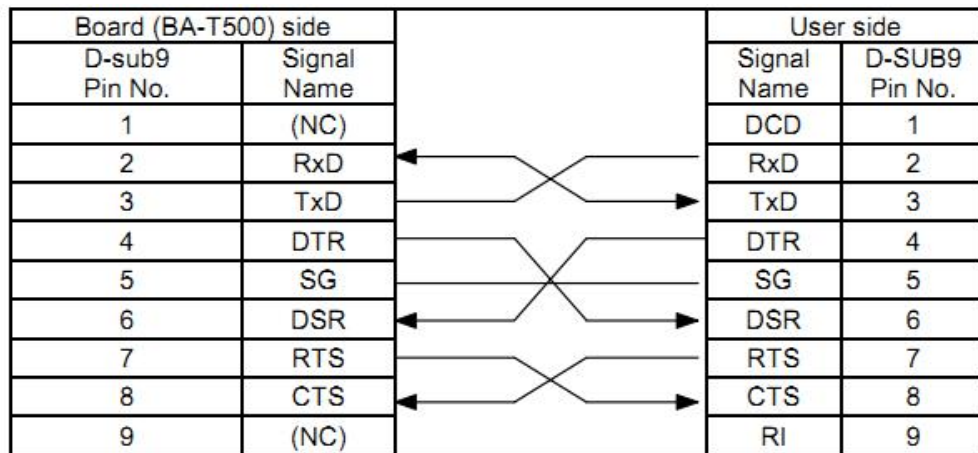 Board (BA-T500) side User side
D-sub9 Pin No. Signal Name Signal Name D-SUB9 Pin No.
1 (NC) DCD 1
2 RxD RxD 2
3 TxD TxD 3
4 DTR DTR 4
5 SG SG 5
6 DSR DSR 6
7 RTS RTS 7
8 CTS CTS 8
9 (NC) RI 9